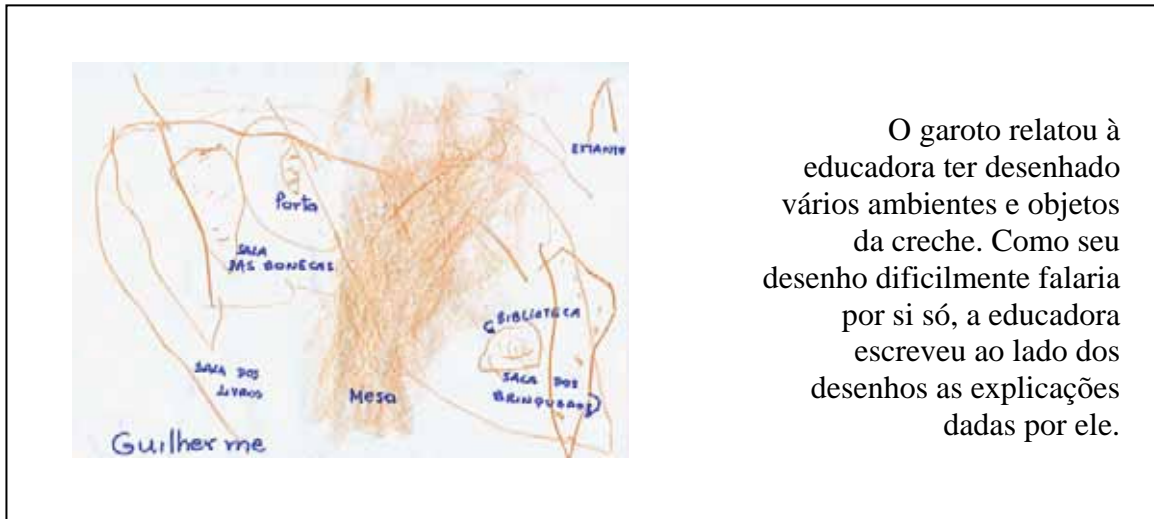 ESTANTE
Porta
SALA
DAS BONECAS
BIBLIOTECA
SALA DOS
LIVROS
Mesa
SALA DOS
BRINQUEDOS
Guilherme
O garoto relatou à
educadora ter desenhado
vários ambientes e objetos
da creche. Como seu
desenho dificilmente falaria
por si só, a educadora
escreveu ao lado dos
desenhos as explicações
dadas por ele.